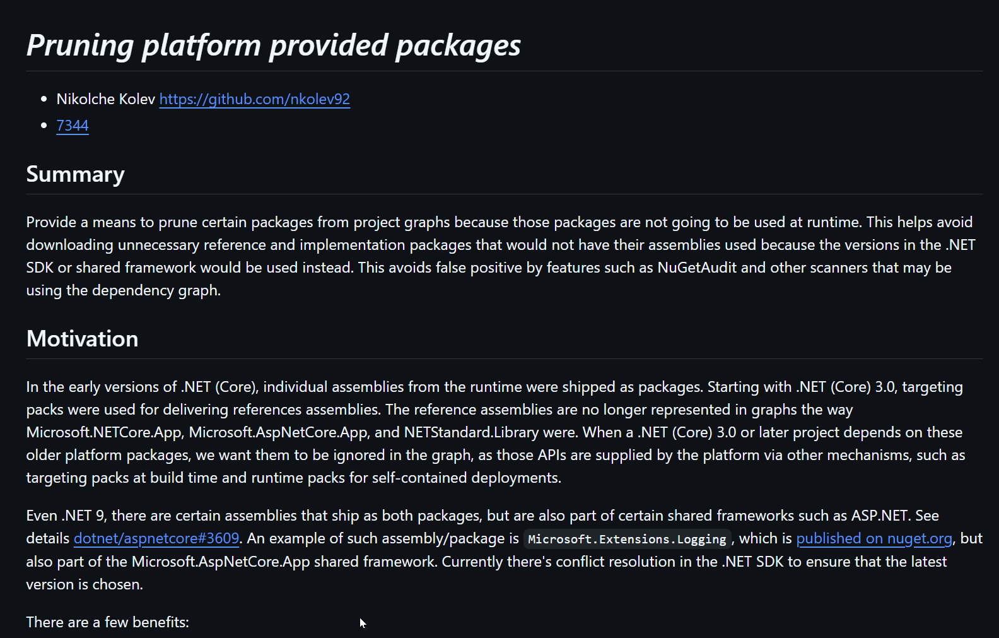 Pruning platform provided packages
Nikolche Kolev https://github.com/nkolev92
7344
Summary
Provide a means to prune certain packages from project graphs because those packages are not going to be used at runtime. This helps avoid
downloading unnecessary reference and implementation packages that would not have their assemblies used because the versions in the .NET
SDK or shared framework would be used instead. This avoids false positive by features such as NuGetAudit and other scanners that may be
using the dependency graph.
Motivation
In the early versions of .NET (Core), individual assemblies from the runtime were shipped as packages. Starting with .NET (Core) 3.0, targeting
packs were used for delivering references assemblies. The reference assemblies are no longer represented in graphs the way
Microsoft.NETCore.App, Microsoft.AspNetCore.App, and NETStandard.Library were. When a .NET (Core) 3.0 or later project depends on these
older platform packages, we want them to be ignored in the graph, as those APIs are supplied by the platform via other mechanisms, such as
targeting packs at build time and runtime packs for self-contained deployments.
Even .NET 9, there are certain assemblies that ship as both packages, but are also part of certain shared frameworks such as ASP.NET. See
details dotnet/aspnetcore#3609. An example of such assembly/package is Microsoft.Extensions.Logging, which is published on nuget.org, but
also part of the Microsoft.AspNetCore.App shared framework. Currently there's conflict resolution in the .NET SDK to ensure that the latest
version is chosen.
There are a few benefits: